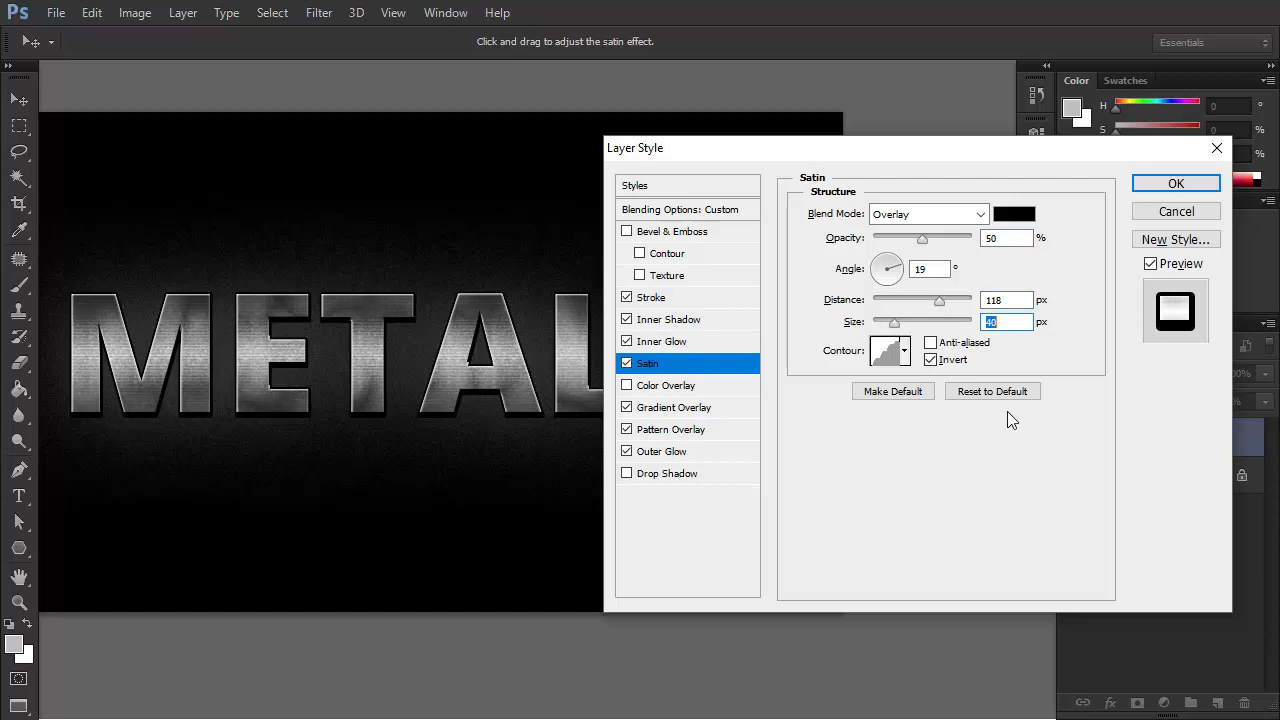 Ps File Edit Image Layer Type Select Filter 3D View Window Help
Click and drag to adjust the satin effect.
Essentials
Color Swatches
H 0 °
S 0 %
%
METAL
Layer Style
Styles
Blending Options: Custom
Bevel & Emboss
Contour
Texture
Stroke
Inner Shadow
Inner Glow
Satin
Color Overlay
Gradient Overlay
Pattern Overlay
Outer Glow
Drop Shadow
Satin
Structure
Blend Mode: Overlay
Opacity: 50 %
Angle: 19 °
Distance: 118 px
Size: 40 px
Contour: Anti-aliased
Invert
Make Default Reset to Default
OK
Cancel
New Style...
Preview
T
fx